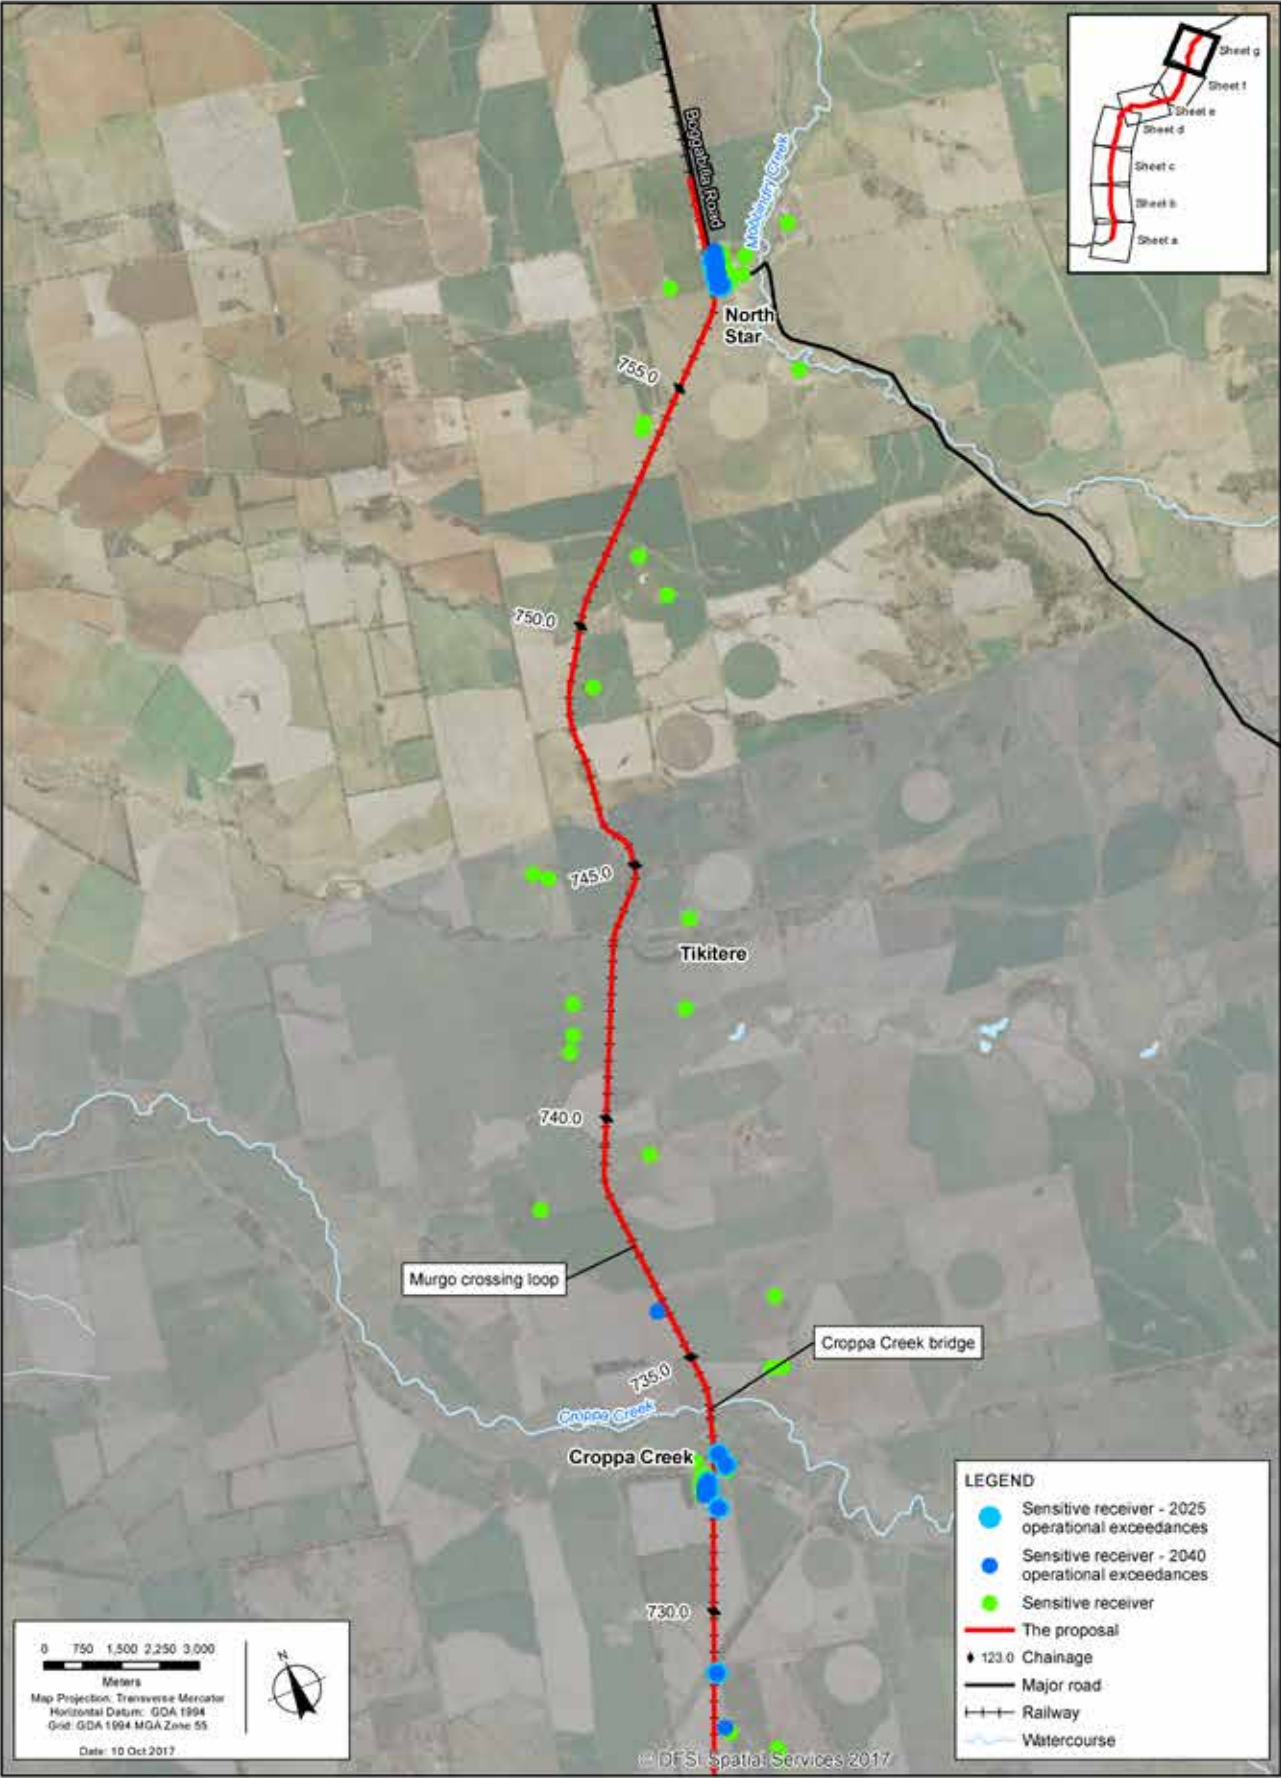 Sheet g
Sheet f
Sheet e
Sheet d
Sheet c
Sheet b
Sheet a
Boggabilla Road
Mobbindry Creek
North
Star
755.0
750.0
745.0
Tikitere
740.0
Murgo crossing loop
Croppa Creek bridge
735.0
Croppa Creek
Croppa Creek
730.0
LEGEND
Sensitive receiver - 2025
operational exceedances
Sensitive receiver - 2040
operational exceedances
Sensitive receiver
The proposal
123.0 Chainage
Major road
Railway
Watercourse
0 750 1,500 2,250 3,000
Meters
Map Projection: Transverse Mercator
Horizontal Datum: GDA 1994
Grid: GDA 1994 MGA Zone 55
Date: 10 Oct 2017
N
© DFSI Spatial Services 2017